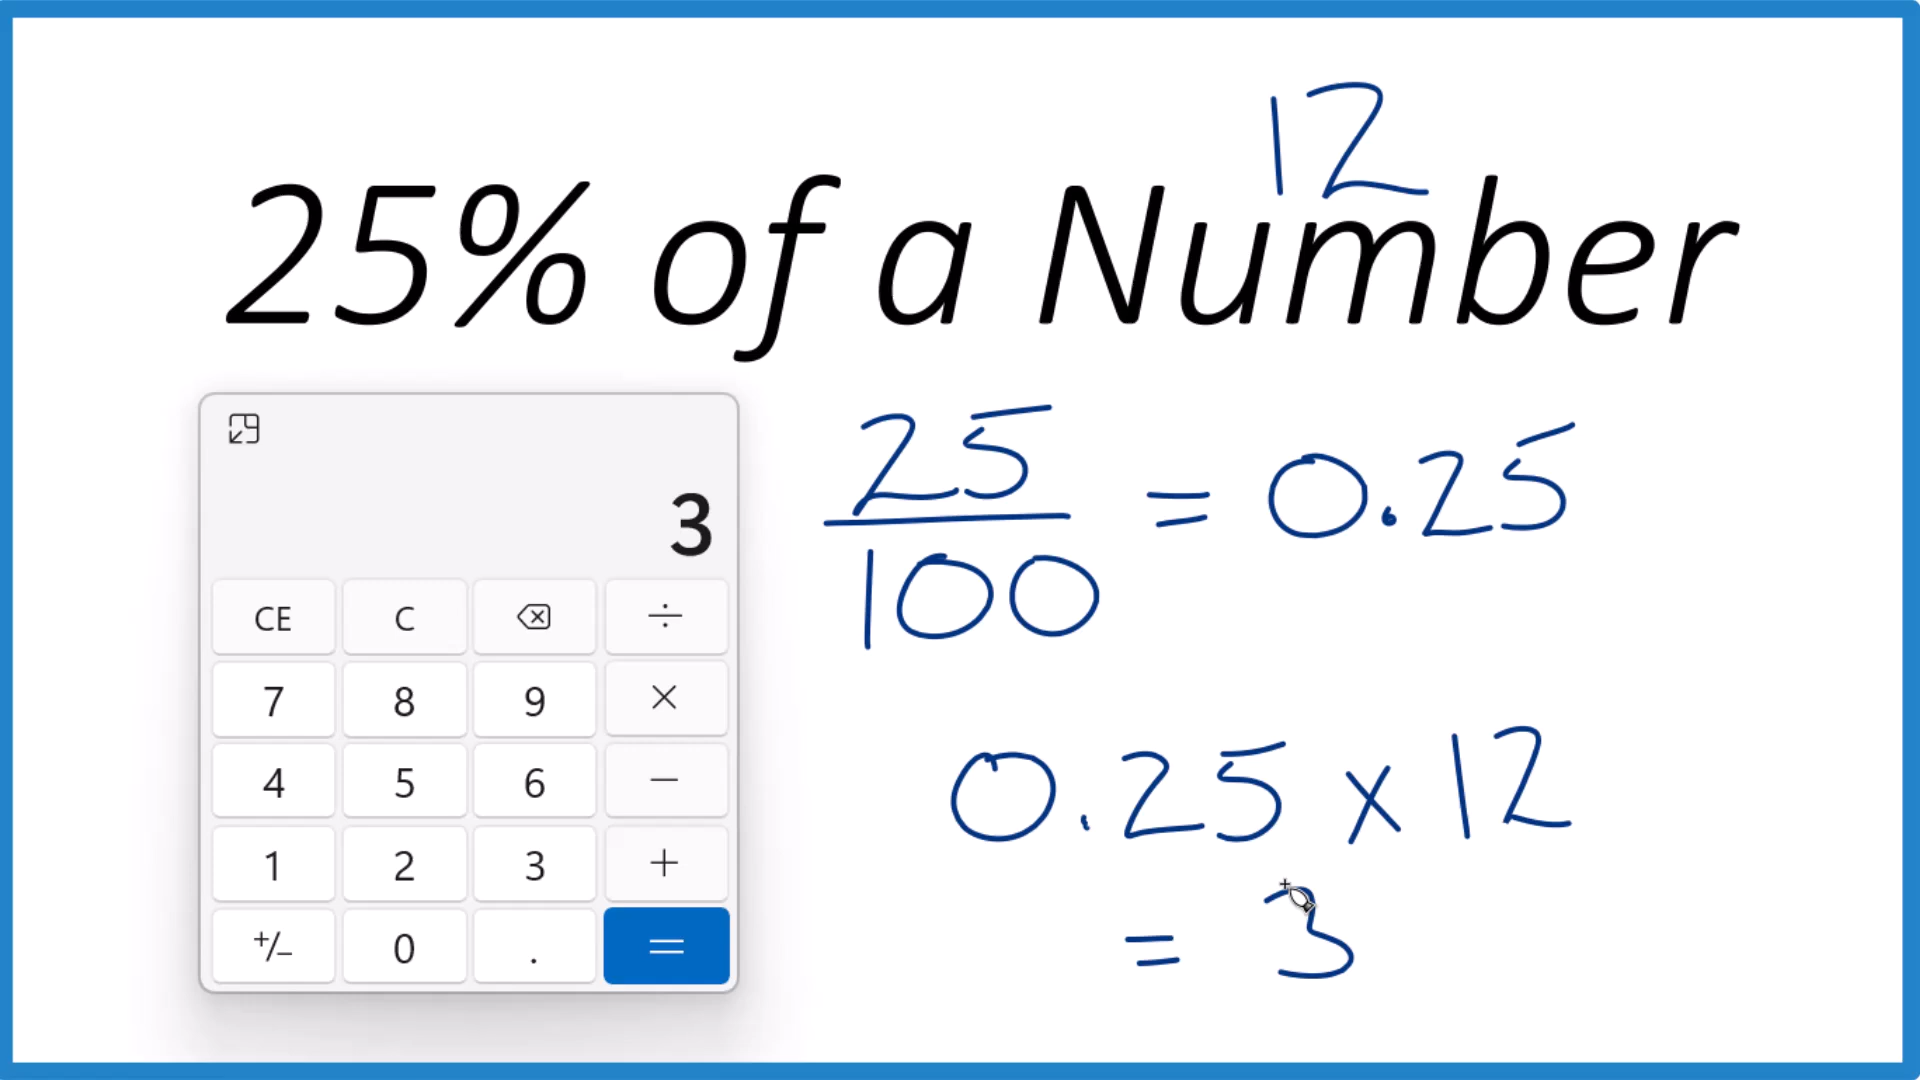 12
25% of a Number
3
CE C ÷
7 8 9 ×
4 5 6 −
1 2 3 +
+/− 0 . =
25
100
= 0.25
0.25 x 12
= 3